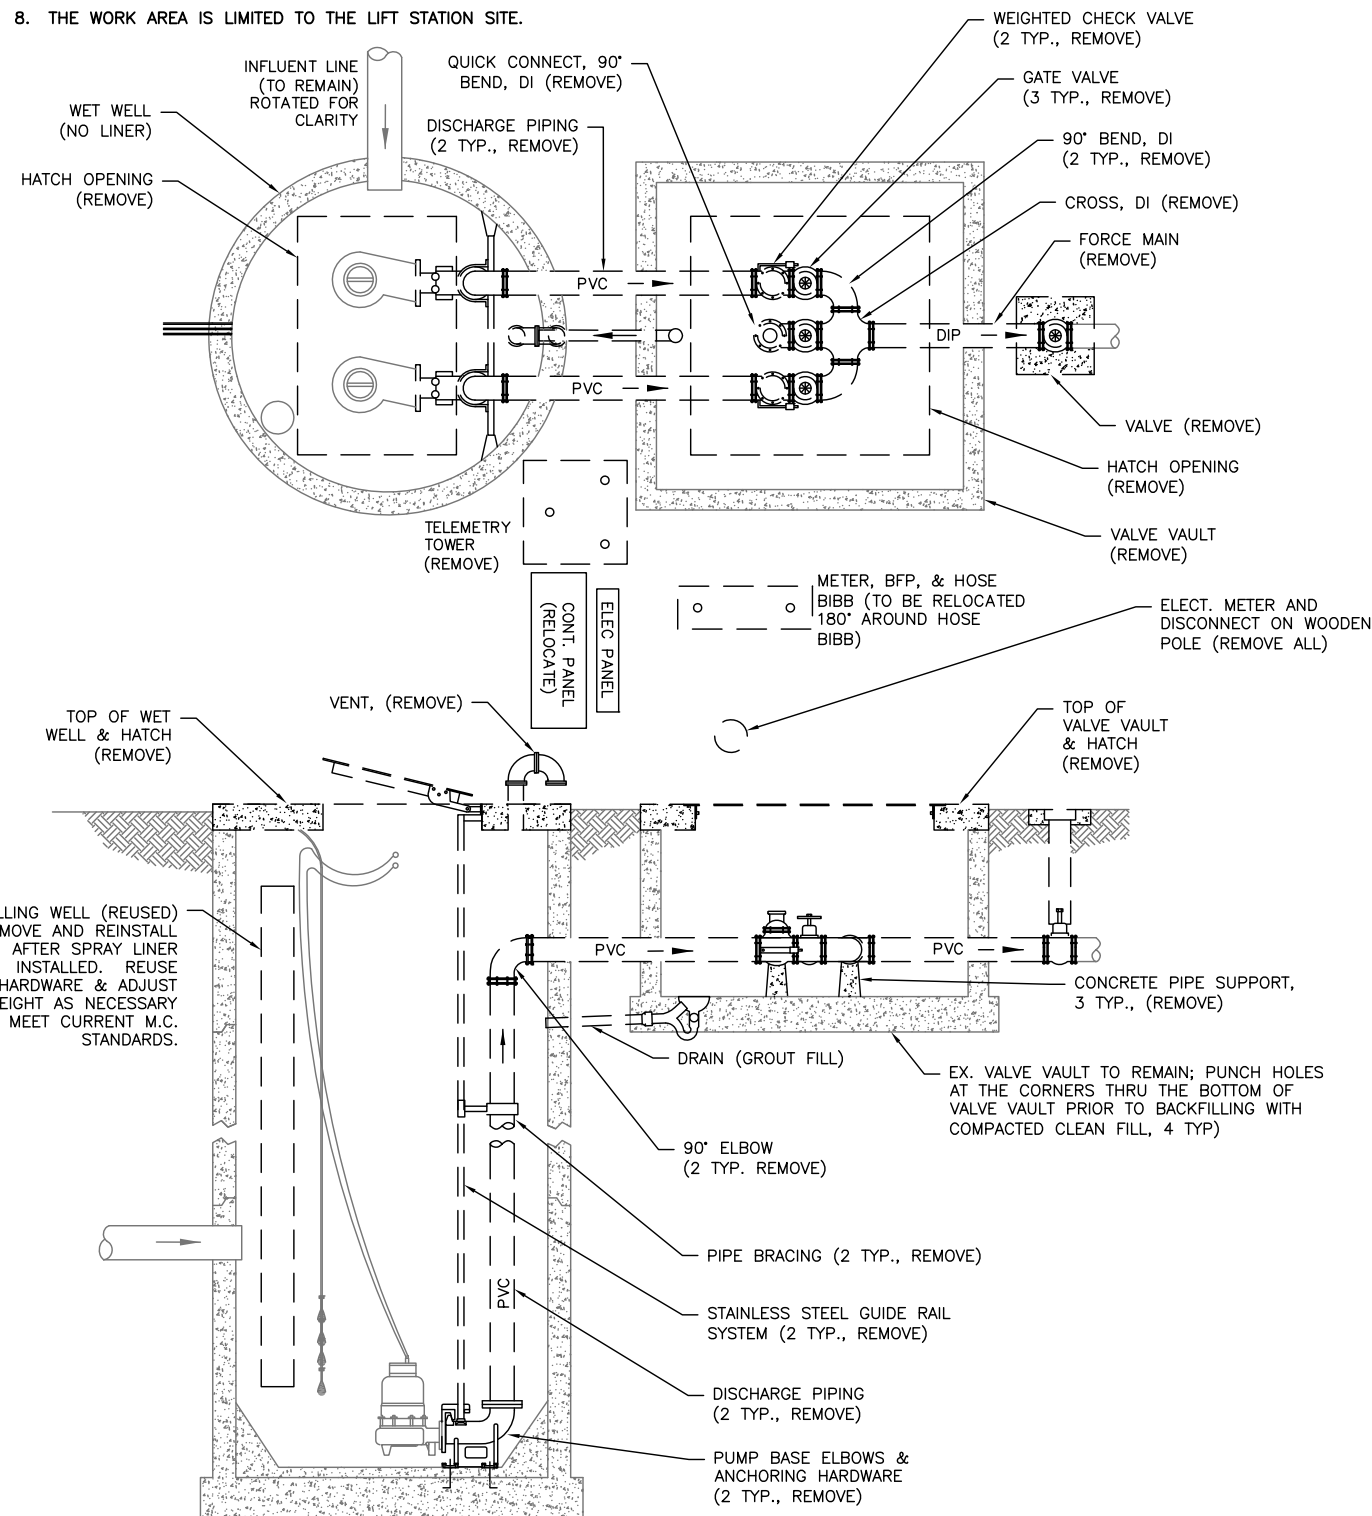 8. THE WORK AREA IS LIMITED TO THE LIFT STATION SITE.
WEIGHTED CHECK VALVE
(2 TYP., REMOVE)
INFLUENT LINE
(TO REMAIN)
ROTATED FOR
CLARITY
QUICK CONNECT, 90°
BEND, DI (REMOVE)
GATE VALVE
(3 TYP., REMOVE)
WET WELL
(NO LINER)
DISCHARGE PIPING
(2 TYP., REMOVE)
90° BEND, DI
(2 TYP., REMOVE)
HATCH OPENING
(REMOVE)
CROSS, DI (REMOVE)
FORCE MAIN
(REMOVE)
PVC
DIP
PVC
VALVE (REMOVE)
HATCH OPENING
(REMOVE)
TELEMETRY
TOWER
(REMOVE)
VALVE VAULT
(REMOVE)
CONT. PANEL
(RELOCATE)
ELEC PANEL
METER, BFP, & HOSE
BIBB (TO BE RELOCATED
180° AROUND HOSE
BIBB)
ELECT. METER AND
DISCONNECT ON WOODEN
POLE (REMOVE ALL)
VENT, (REMOVE)
TOP OF WET
WELL & HATCH
(REMOVE)
TOP OF
VALVE VAULT
& HATCH
(REMOVE)
LLING WELL (REUSED)
MOVE AND REINSTALL
AFTER SPRAY LINER
INSTALLED. REUSE
HARDWARE & ADJUST
EIGHT AS NECESSARY
MEET CURRENT M.C.
STANDARDS.
PVC
PVC
CONCRETE PIPE SUPPORT,
3 TYP., (REMOVE)
DRAIN (GROUT FILL)
EX. VALVE VAULT TO REMAIN; PUNCH HOLES
AT THE CORNERS THRU THE BOTTOM OF
VALVE VAULT PRIOR TO BACKFILLING WITH
COMPACTED CLEAN FILL, 4 TYP)
90° ELBOW
(2 TYP. REMOVE)
PIPE BRACING (2 TYP., REMOVE)
PVC
STAINLESS STEEL GUIDE RAIL
SYSTEM (2 TYP., REMOVE)
DISCHARGE PIPING
(2 TYP., REMOVE)
PUMP BASE ELBOWS &
ANCHORING HARDWARE
(2 TYP., REMOVE)